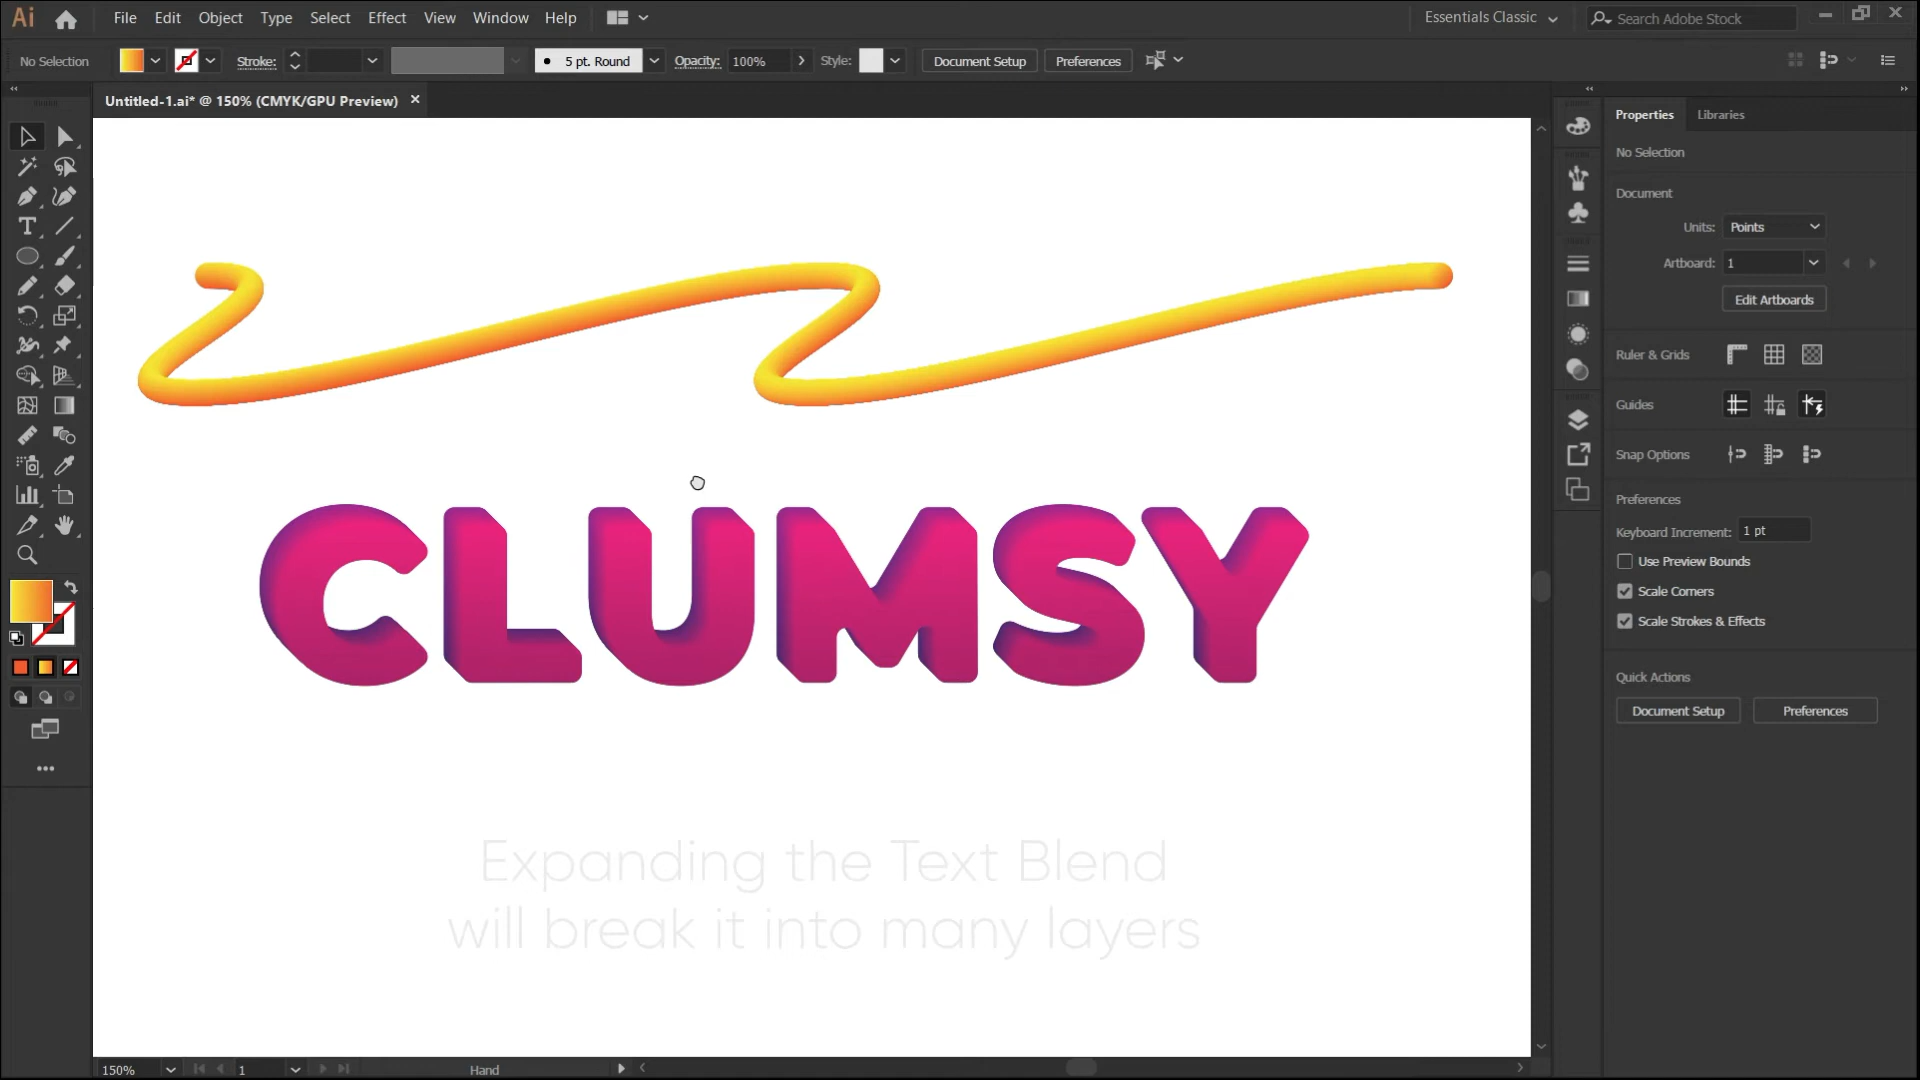 Ai File Edit Object Type Select Effect View Window Help Essentials Classic Search Adobe Stock
No Selection Stroke: 5 pt. Round Opacity: 100% Style: Document Setup Preferences
Untitled-1.ai* @ 150% (CMYK/GPU Preview)
Properties Libraries
No Selection
Document
Units: Points
Artboard: 1
Edit Artboards
Ruler & Grids
Guides
Snap Options
Preferences
Keyboard Increment: 1 pt
Use Preview Bounds
Scale Corners
Scale Strokes & Effects
Quick Actions
Document Setup Preferences
CLUMSY
Expanding the Text Blend
will break it into many layers
150% 1 Hand